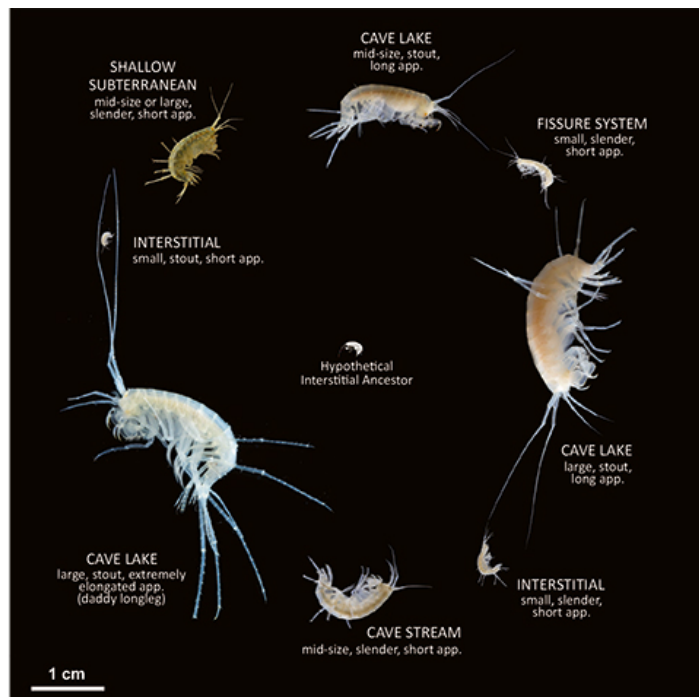 CAVE LAKE
mid-size, stout,
long app.
SHALLOW
SUBTERRANEAN
mid-size or large,
slender, short app.
FISSURE SYSTEM
small, slender,
short app.
INTERSTITIAL
small, stout, short app.
Hypothetical
Interstitial Ancestor
CAVE LAKE
large, stout,
long app.
CAVE LAKE
large, stout, extremely
elongated app.
(daddy longleg)
INTERSTITIAL
small, slender,
short app.
CAVE STREAM
mid-size, slender, short app.
1 cm